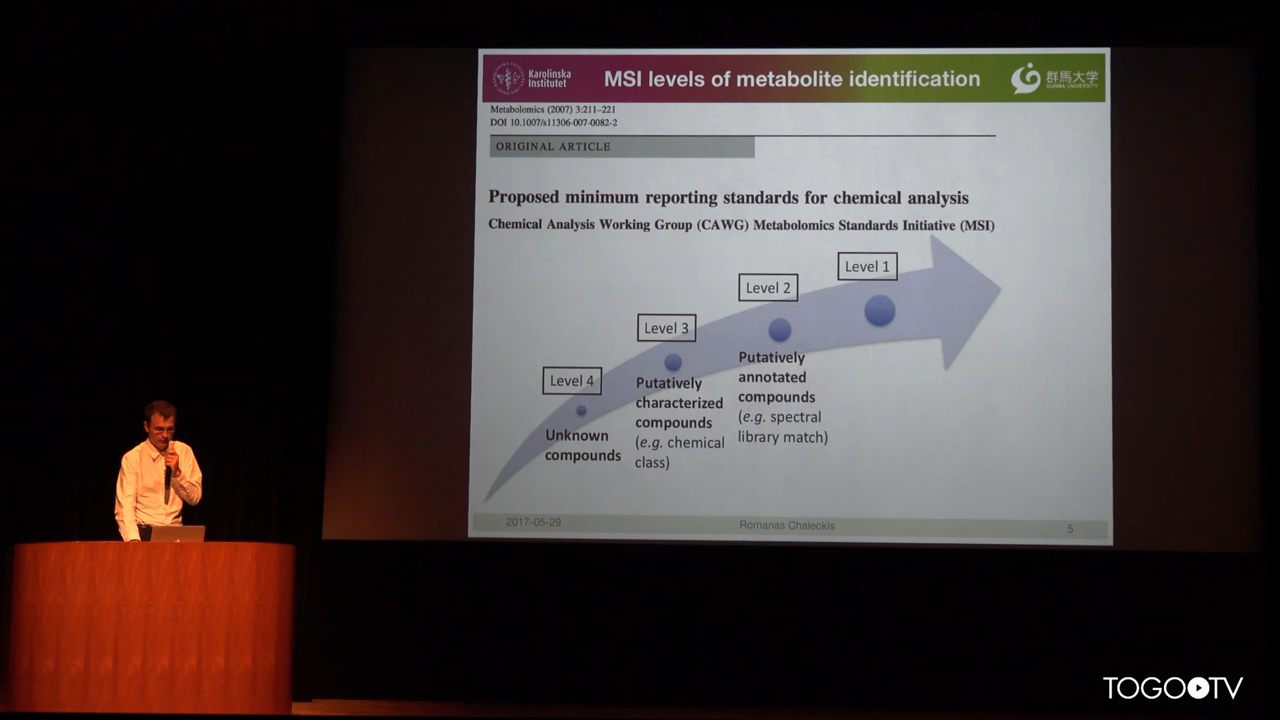 Karolinska
Institutet
MSI levels of metabolite identification
群馬大学
GUNMA UNIVERSITY
Metabolomics (2007) 3:211–221
DOI 10.1007/s11306-007-0082-2
ORIGINAL ARTICLE
Proposed minimum reporting standards for chemical analysis
Chemical Analysis Working Group (CAWG) Metabolomics Standards Initiative (MSI)
Level 1
Level 2
Level 3
Level 4
Putatively
annotated
compounds
(e.g. spectral
library match)
Putatively
characterized
compounds
(e.g. chemical
class)
Unknown
compounds
2017-05-29
Romanas Chaleckis
5
TOGOTV